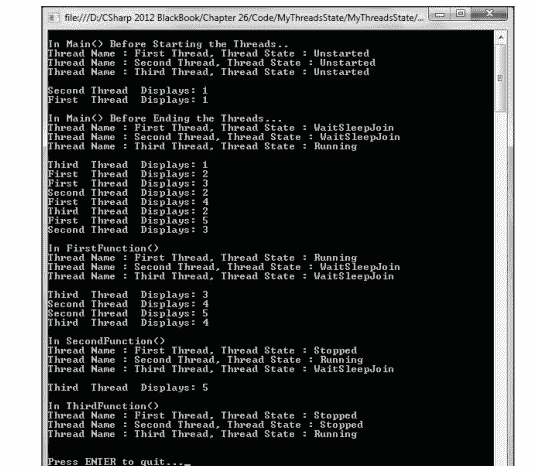 file:///D:/CSharp 2012 BlackBook/Chapter 26/Code/MyThreadsState/MyThreadsState/...
In Main() Before Starting the Threads..
Thread Name : First Thread, Thread State : Unstarted
Thread Name : Second Thread, Thread State : Unstarted
Thread Name : Third Thread, Thread State : Unstarted
Second Thread Displays: 1
First Thread Displays: 1
In Main() Before Ending the Threads...
Thread Name : First Thread, Thread State : WaitSleepJoin
Thread Name : Second Thread, Thread State : WaitSleepJoin
Thread Name : Third Thread, Thread State : Running
Third Thread Displays: 1
First Thread Displays: 2
First Thread Displays: 3
Second Thread Displays: 2
First Thread Displays: 4
Third Thread Displays: 2
First Thread Displays: 5
Second Thread Displays: 3
In FirstFunction()
Thread Name : First Thread, Thread State : Running
Thread Name : Second Thread, Thread State : WaitSleepJoin
Thread Name : Third Thread, Thread State : WaitSleepJoin
Third Thread Displays: 3
Second Thread Displays: 4
Second Thread Displays: 5
Third Thread Displays: 4
In SecondFunction()
Thread Name : First Thread, Thread State : Stopped
Thread Name : Second Thread, Thread State : Running
Thread Name : Third Thread, Thread State : WaitSleepJoin
Third Thread Displays: 5
In ThirdFunction()
Thread Name : First Thread, Thread State : Stopped
Thread Name : Second Thread, Thread State : Stopped
Thread Name : Third Thread, Thread State : Running
Press ENTER to quit..._